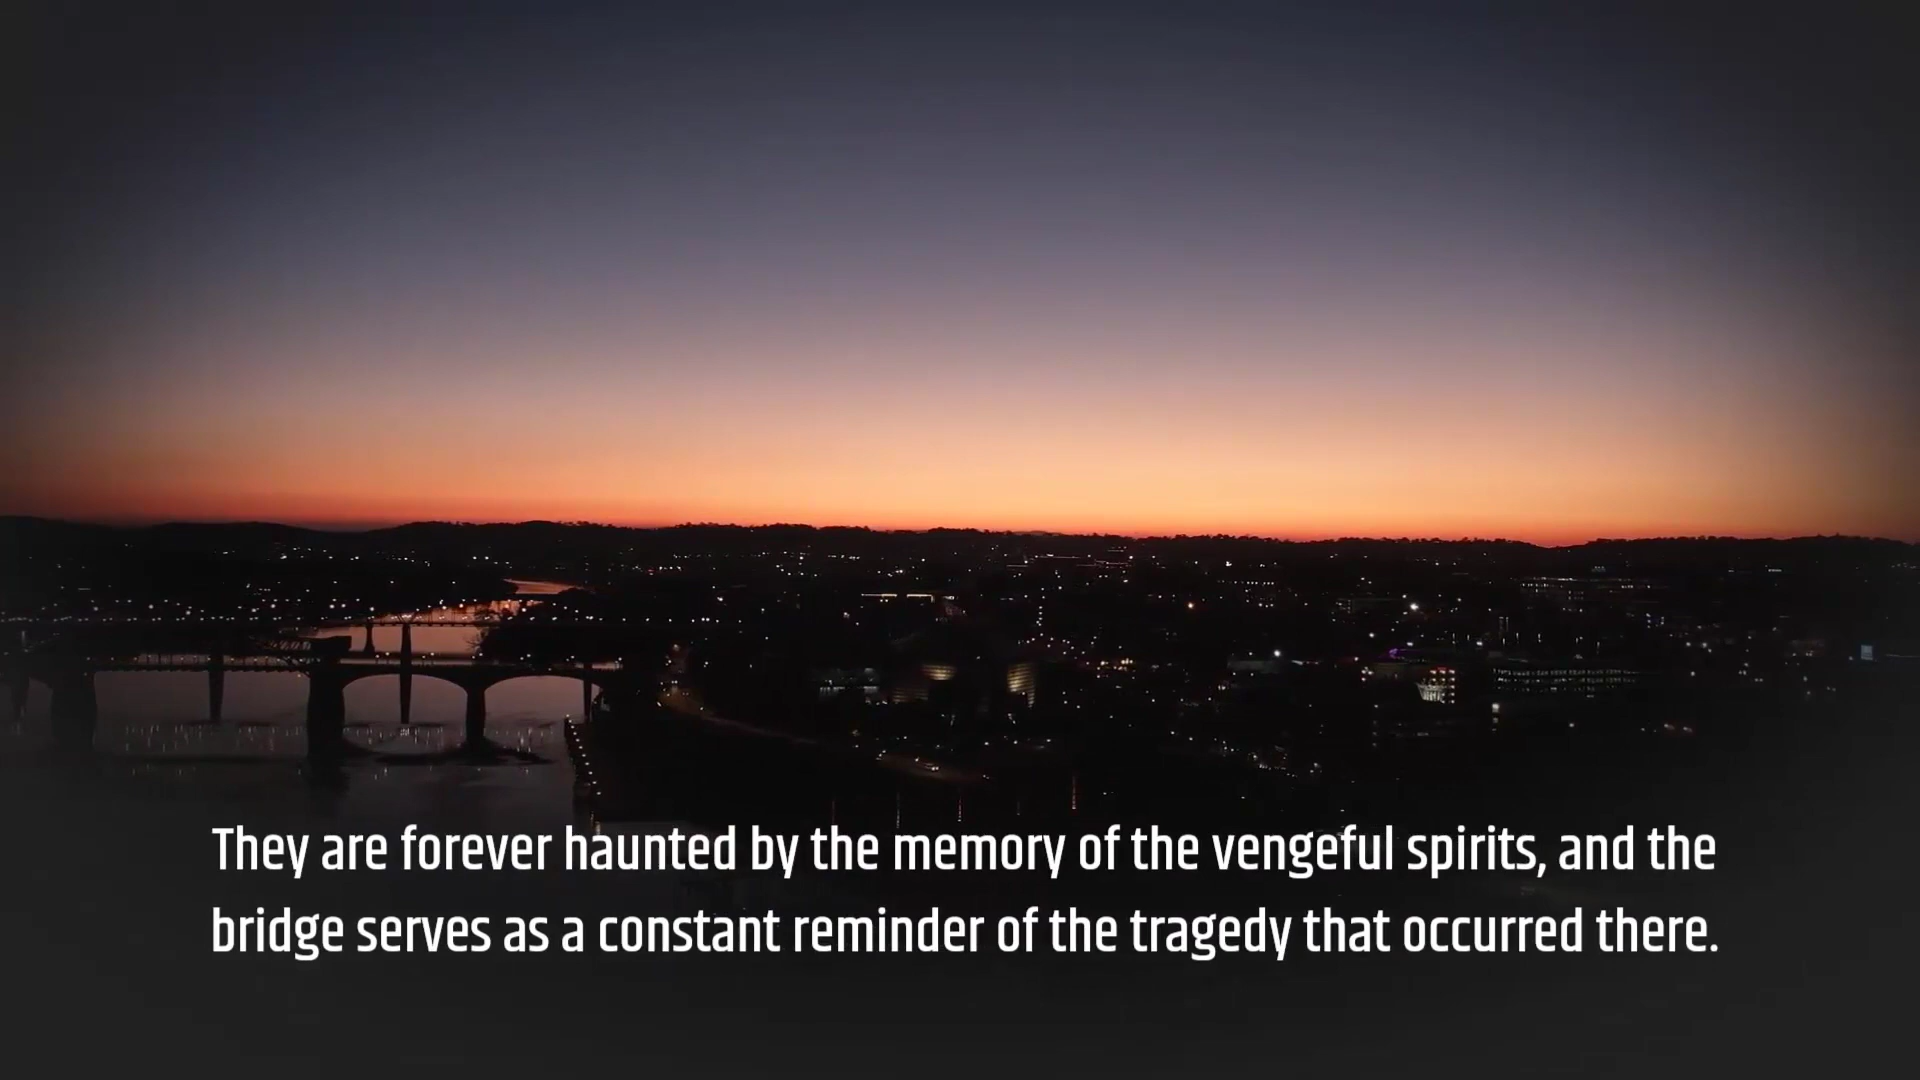 They are forever haunted by the memory of the vengeful spirits, and the
bridge serves as a constant reminder of the tragedy that occurred there.